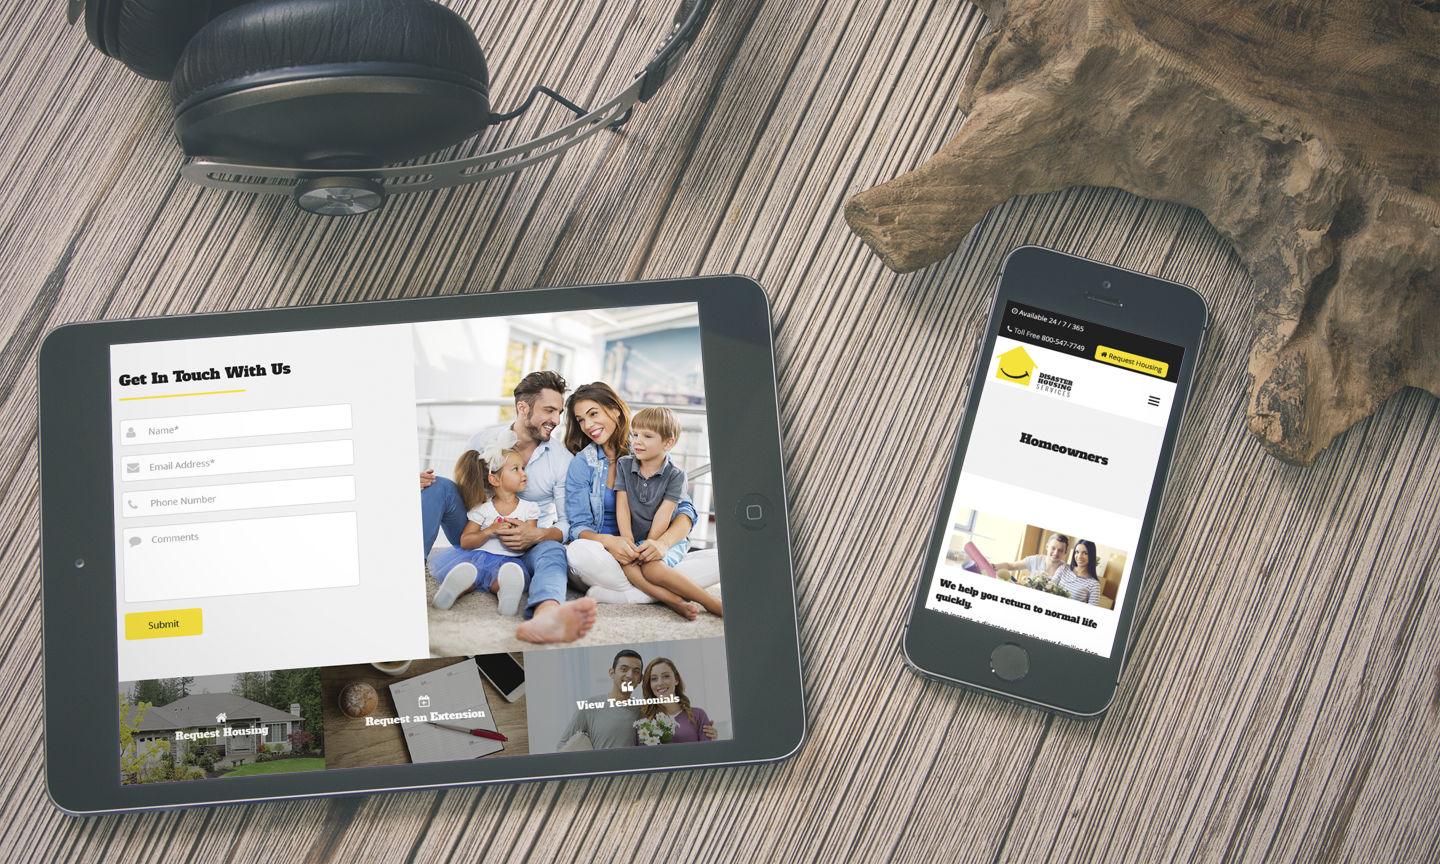 Get In Touch With Us
Name*
Email Address*
Phone Number
Comments
Submit
Request Housing
Request an Extension
View Testimonials
Available 24 / 7 / 365
Toll Free 800-547-7749
Request Housing
DISASTER
HOUSING
SERVICES
Homeowners
We help you return to normal life
quickly.